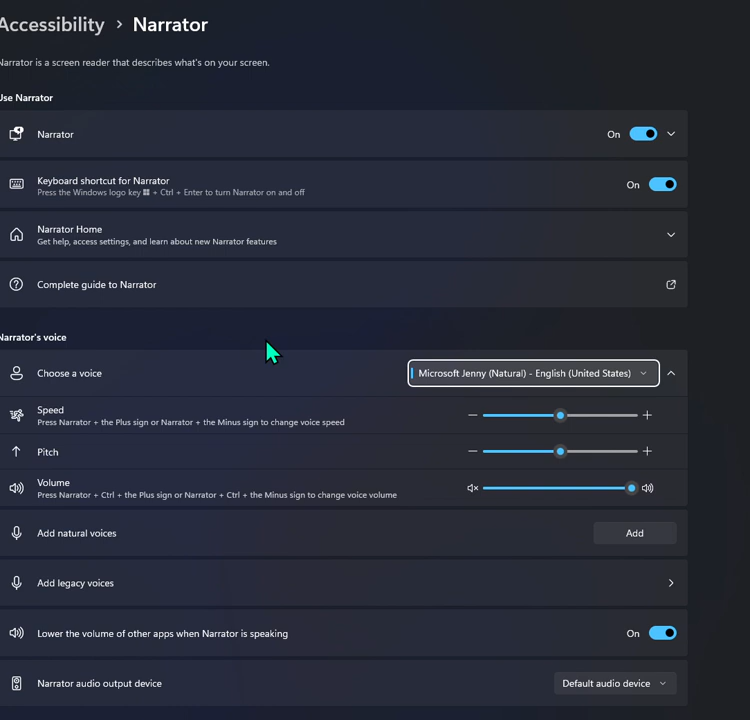 Accessibility > Narrator
Narrator is a screen reader that describes what's on your screen.
Use Narrator
Narrator
On
Keyboard shortcut for Narrator
Press the Windows logo key + Ctrl + Enter to turn Narrator on and off
On
Narrator Home
Get help, access settings, and learn about new Narrator features
Complete guide to Narrator
Narrator's voice
Choose a voice
Microsoft Jenny (Natural) - English (United States)
Speed
Press Narrator + the Plus sign or Narrator + the Minus sign to change voice speed
Pitch
Volume
Press Narrator + Ctrl + the Plus sign or Narrator + Ctrl + the Minus sign to change voice volume
Add natural voices
Add
Add legacy voices
Lower the volume of other apps when Narrator is speaking
On
Narrator audio output device
Default audio device